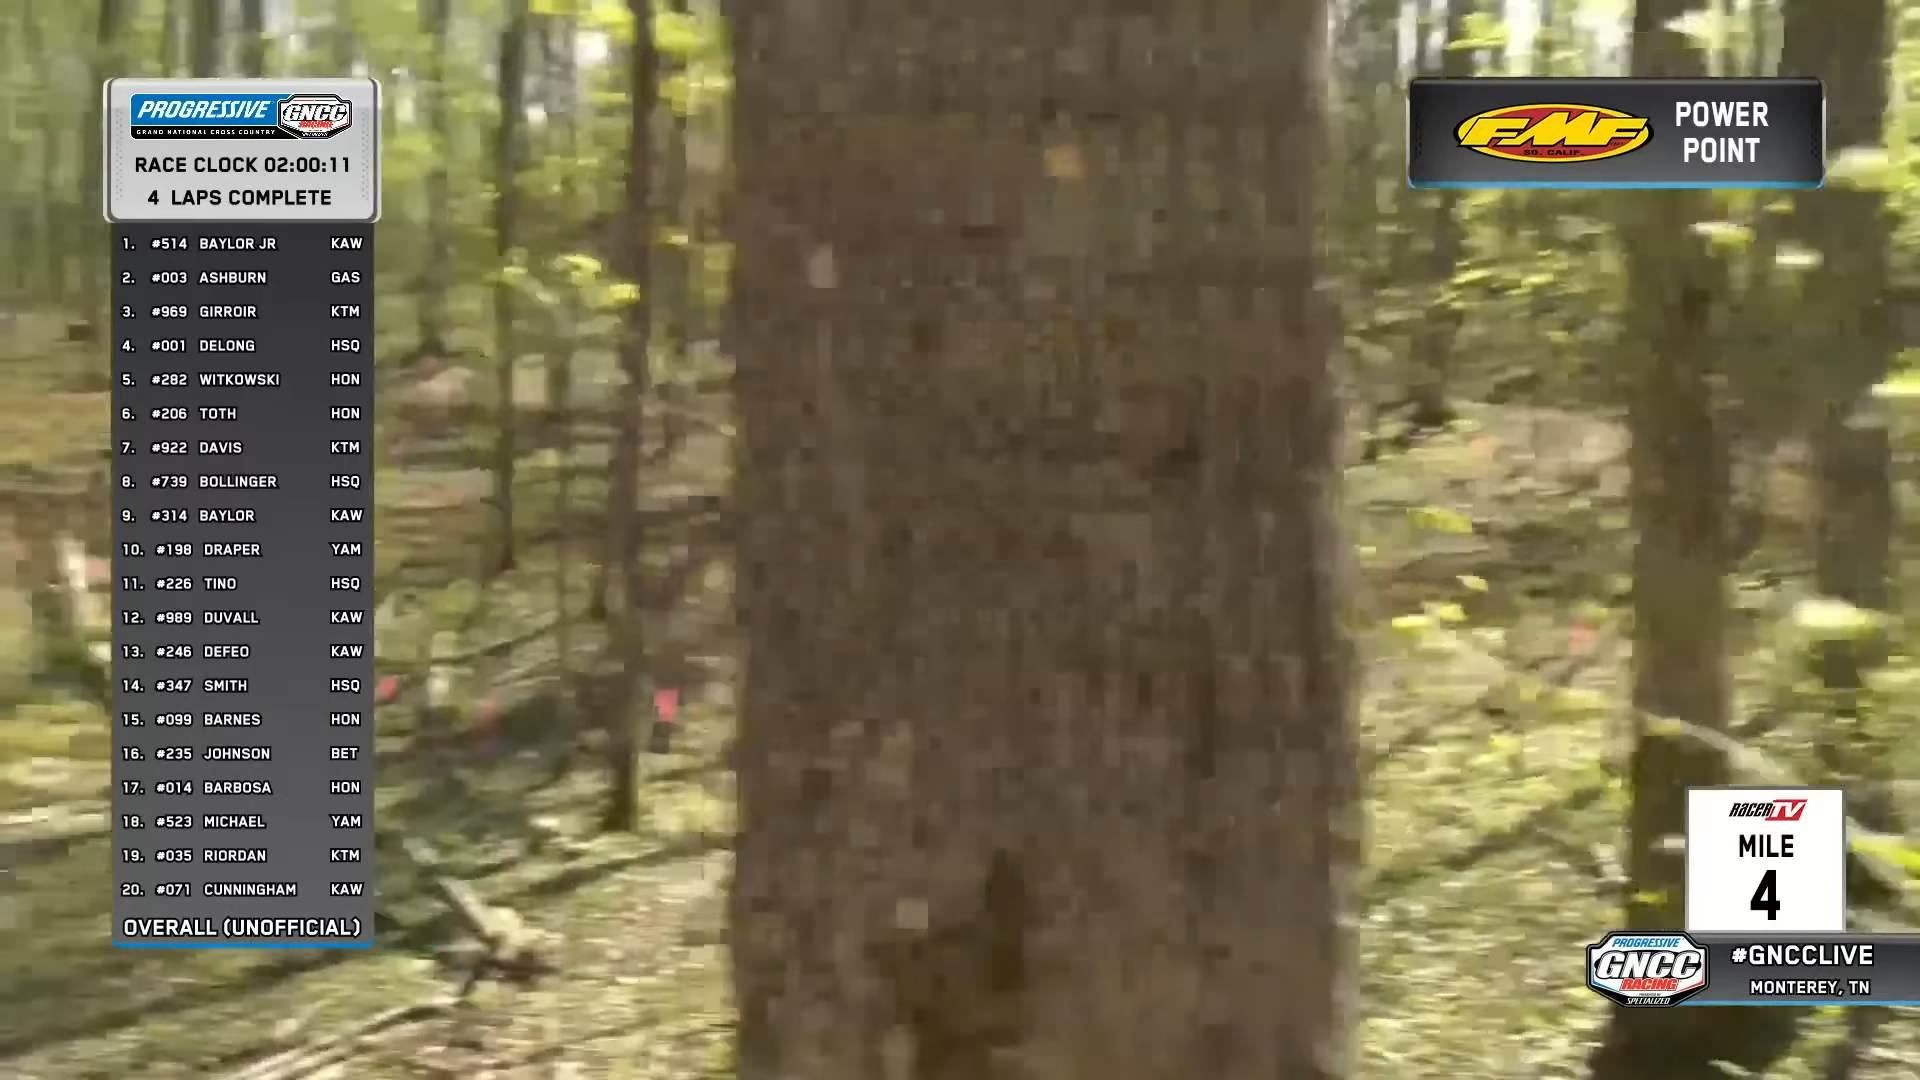 PROGRESSIVE GNCC RACING
GRAND NATIONAL CROSS COUNTRY
RACE CLOCK 02:00:11
4 LAPS COMPLETE
1. #514 BAYLOR JR KAW
2. #003 ASHBURN GAS
3. #969 GIRROIR KTM
4. #001 DELONG HSQ
5. #282 WITKOWSKI HON
6. #206 TOTH HON
7. #922 DAVIS KTM
8. #739 BOLLINGER HSQ
9. #314 BAYLOR KAW
10. #198 DRAPER YAM
11. #226 TINO HSQ
12. #989 DUVALL KAW
13. #246 DEFEO KAW
14. #347 SMITH HSQ
15. #099 BARNES HON
16. #235 JOHNSON BET
17. #014 BARBOSA HON
18. #523 MICHAEL YAM
19. #035 RIORDAN KTM
20. #071 CUNNINGHAM KAW
OVERALL (UNOFFICIAL)
FMF
SO. CALIF.
POWER
POINT
RACER TV
MILE
4
PROGRESSIVE
GNCC
RACING
SPECIALIZED
#GNCCLIVE
MONTEREY, TN